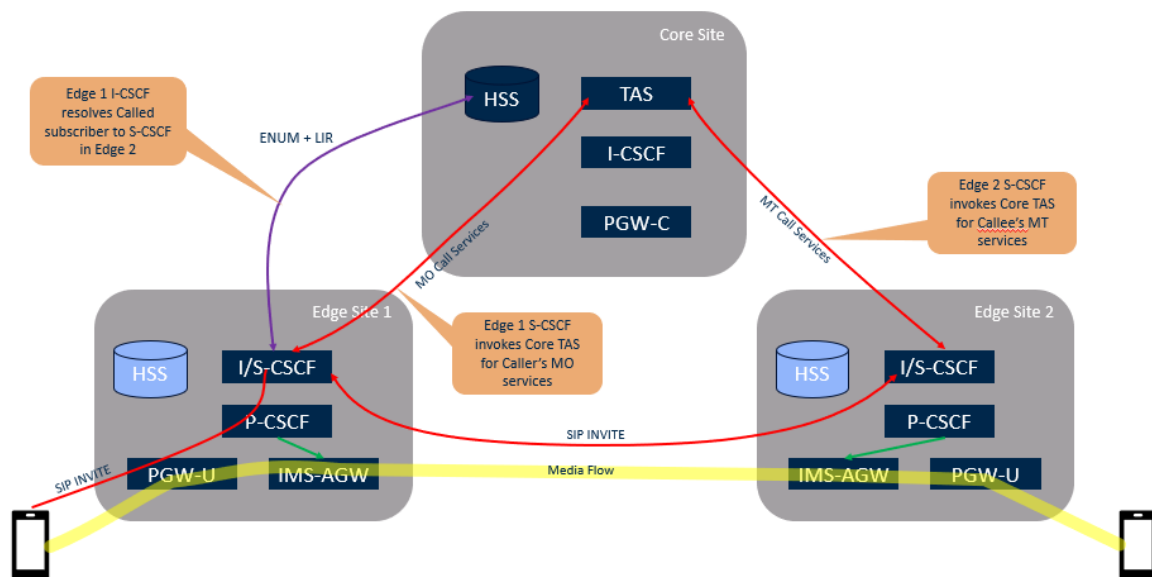 Core Site
HSS
TAS
I-CSCF
PGW-C
Edge 1 I-CSCF
resolves Called
subscriber to S-CSCF
in Edge 2
ENUM + LIR
MO Call Services
MT Call Services
Edge 2 S-CSCF
invokes Core TAS
for Callee's MT
services
Edge Site 1
HSS
I/S-CSCF
P-CSCF
PGW-U
IMS-AGW
Edge 1 S-CSCF
invokes Core TAS
for Caller's MO
services
SIP INVITE
SIP INVITE
Media Flow
Edge Site 2
HSS
I/S-CSCF
P-CSCF
IMS-AGW
PGW-U